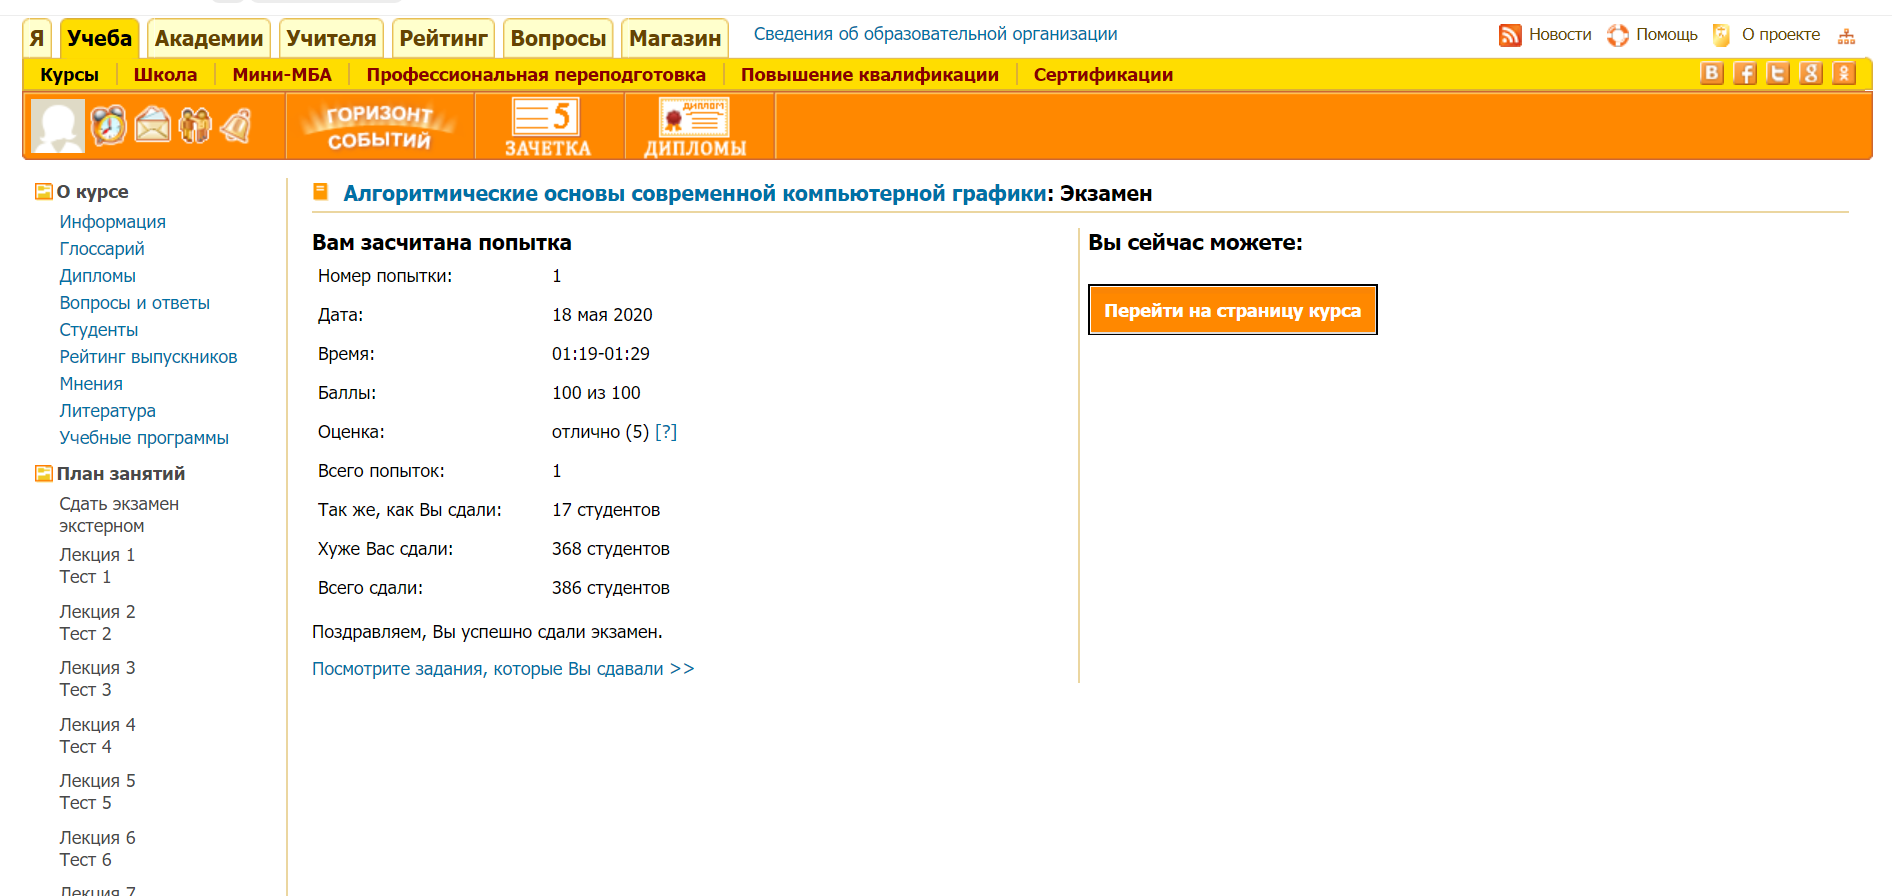 Я Учеба Академии Учителя Рейтинг Вопросы Магазин Сведения об образовательной организации Новости Помощь О проекте
Курсы Школа Мини-МБА Профессиональная переподготовка Повышение квалификации Сертификации
ГОРИЗОНТ СОБЫТИЙ
5 ЗАЧЕТКА
ДИПЛОМ ДИПЛОМЫ
О курсе
Информация
Глоссарий
Дипломы
Вопросы и ответы
Студенты
Рейтинг выпускников
Мнения
Литература
Учебные программы
План занятий
Сдать экзамен
экстерном
Лекция 1
Тест 1
Лекция 2
Тест 2
Лекция 3
Тест 3
Лекция 4
Тест 4
Лекция 5
Тест 5
Лекция 6
Тест 6
Лекция 7
Алгоритмические основы современной компьютерной графики: Экзамен
Вам засчитана попытка
Номер попытки: 1
Дата: 18 мая 2020
Время: 01:19-01:29
Баллы: 100 из 100
Оценка: отлично (5) [?]
Всего попыток: 1
Так же, как Вы сдали: 17 студентов
Хуже Вас сдали: 368 студентов
Всего сдали: 386 студентов
Поздравляем, Вы успешно сдали экзамен.
Посмотрите задания, которые Вы сдавали >>
Вы сейчас можете:
Перейти на страницу курса